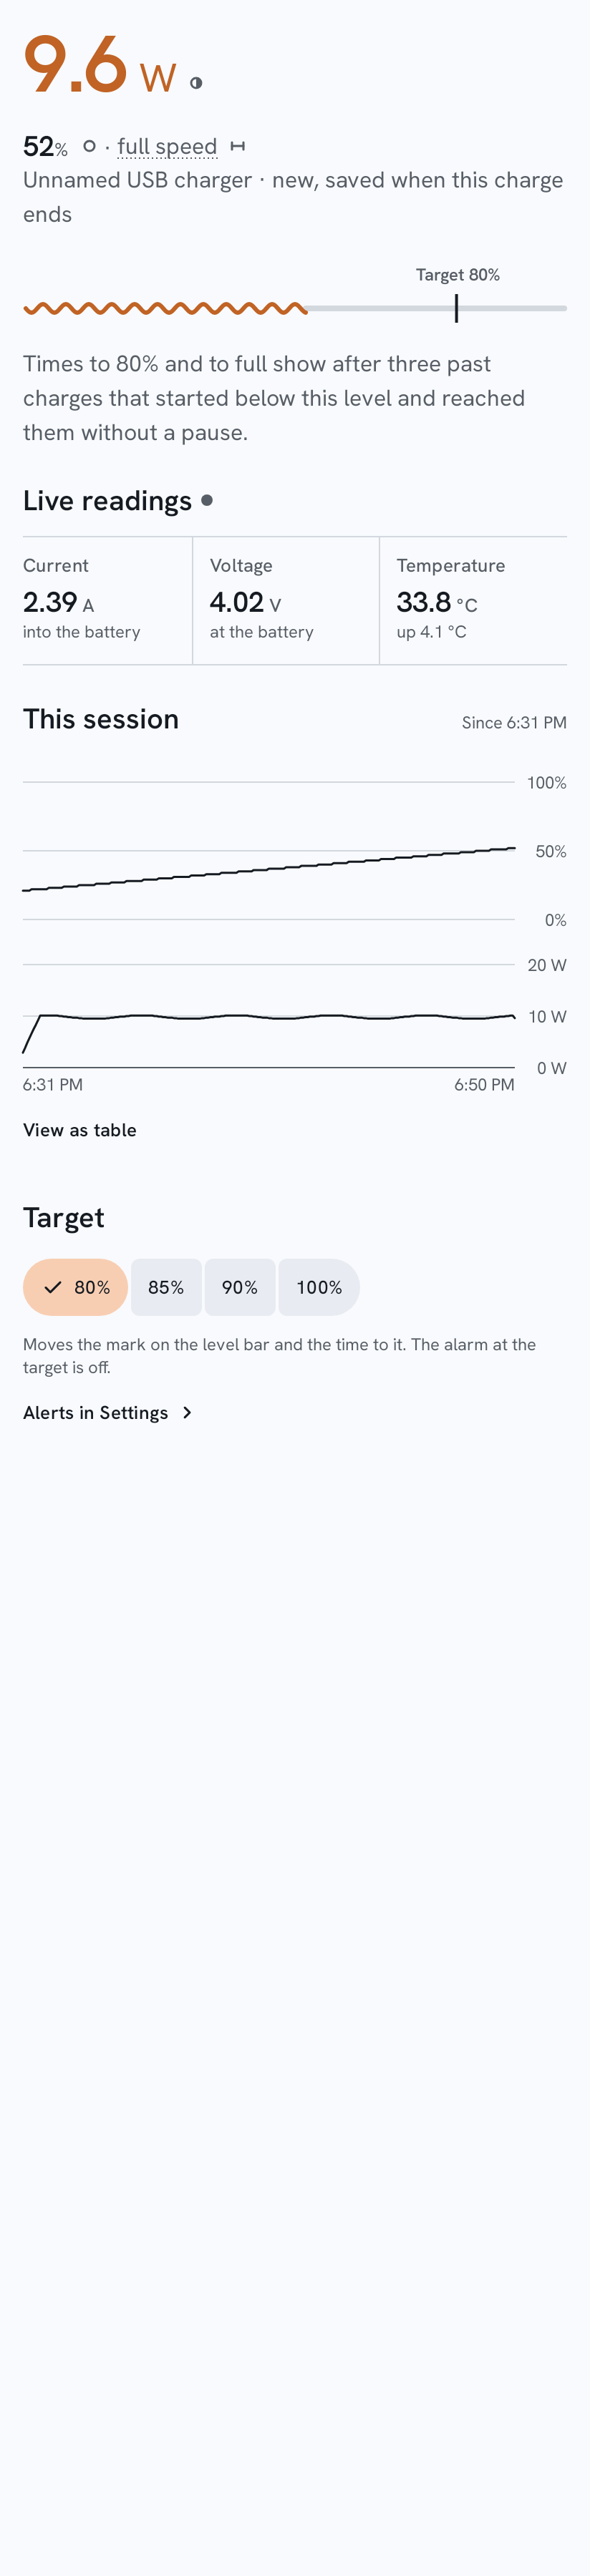 9.6 W
52% · full speed
Unnamed USB charger · new, saved when this charge
ends
Target 80%
Times to 80% and to full show after three past
charges that started below this level and reached
them without a pause.
Live readings
Current
2.39 A
into the battery
Voltage
4.02 V
at the battery
Temperature
33.8 °C
up 4.1 °C
This session
Since 6:31 PM
100%
50%
0%
20 W
10 W
0 W
6:31 PM
6:50 PM
View as table
Target
80%
85%
90%
100%
Moves the mark on the level bar and the time to it. The alarm at the
target is off.
Alerts in Settings